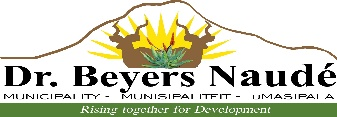 Dr. Beyers Naudé
MUNICIPALITY - MUNISIPALITEIT - UMASIPALA
Rising together for Development